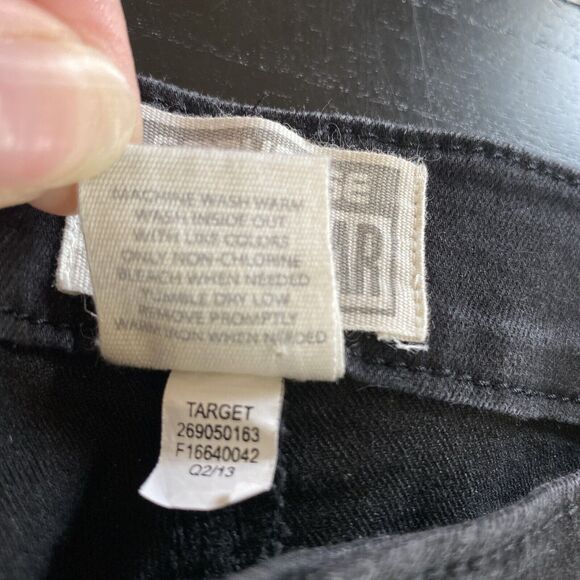 MACHINE WASH WARM
WASH INSIDE OUT
WITH LIKE COLORS
ONLY NON-CHLORINE
BLEACH WHEN NEEDED
TUMBLE DRY LOW
REMOVE PROMPTLY
WARM IRON WHEN NEEDED
TARGET
269050163
F16640042
Q2/13